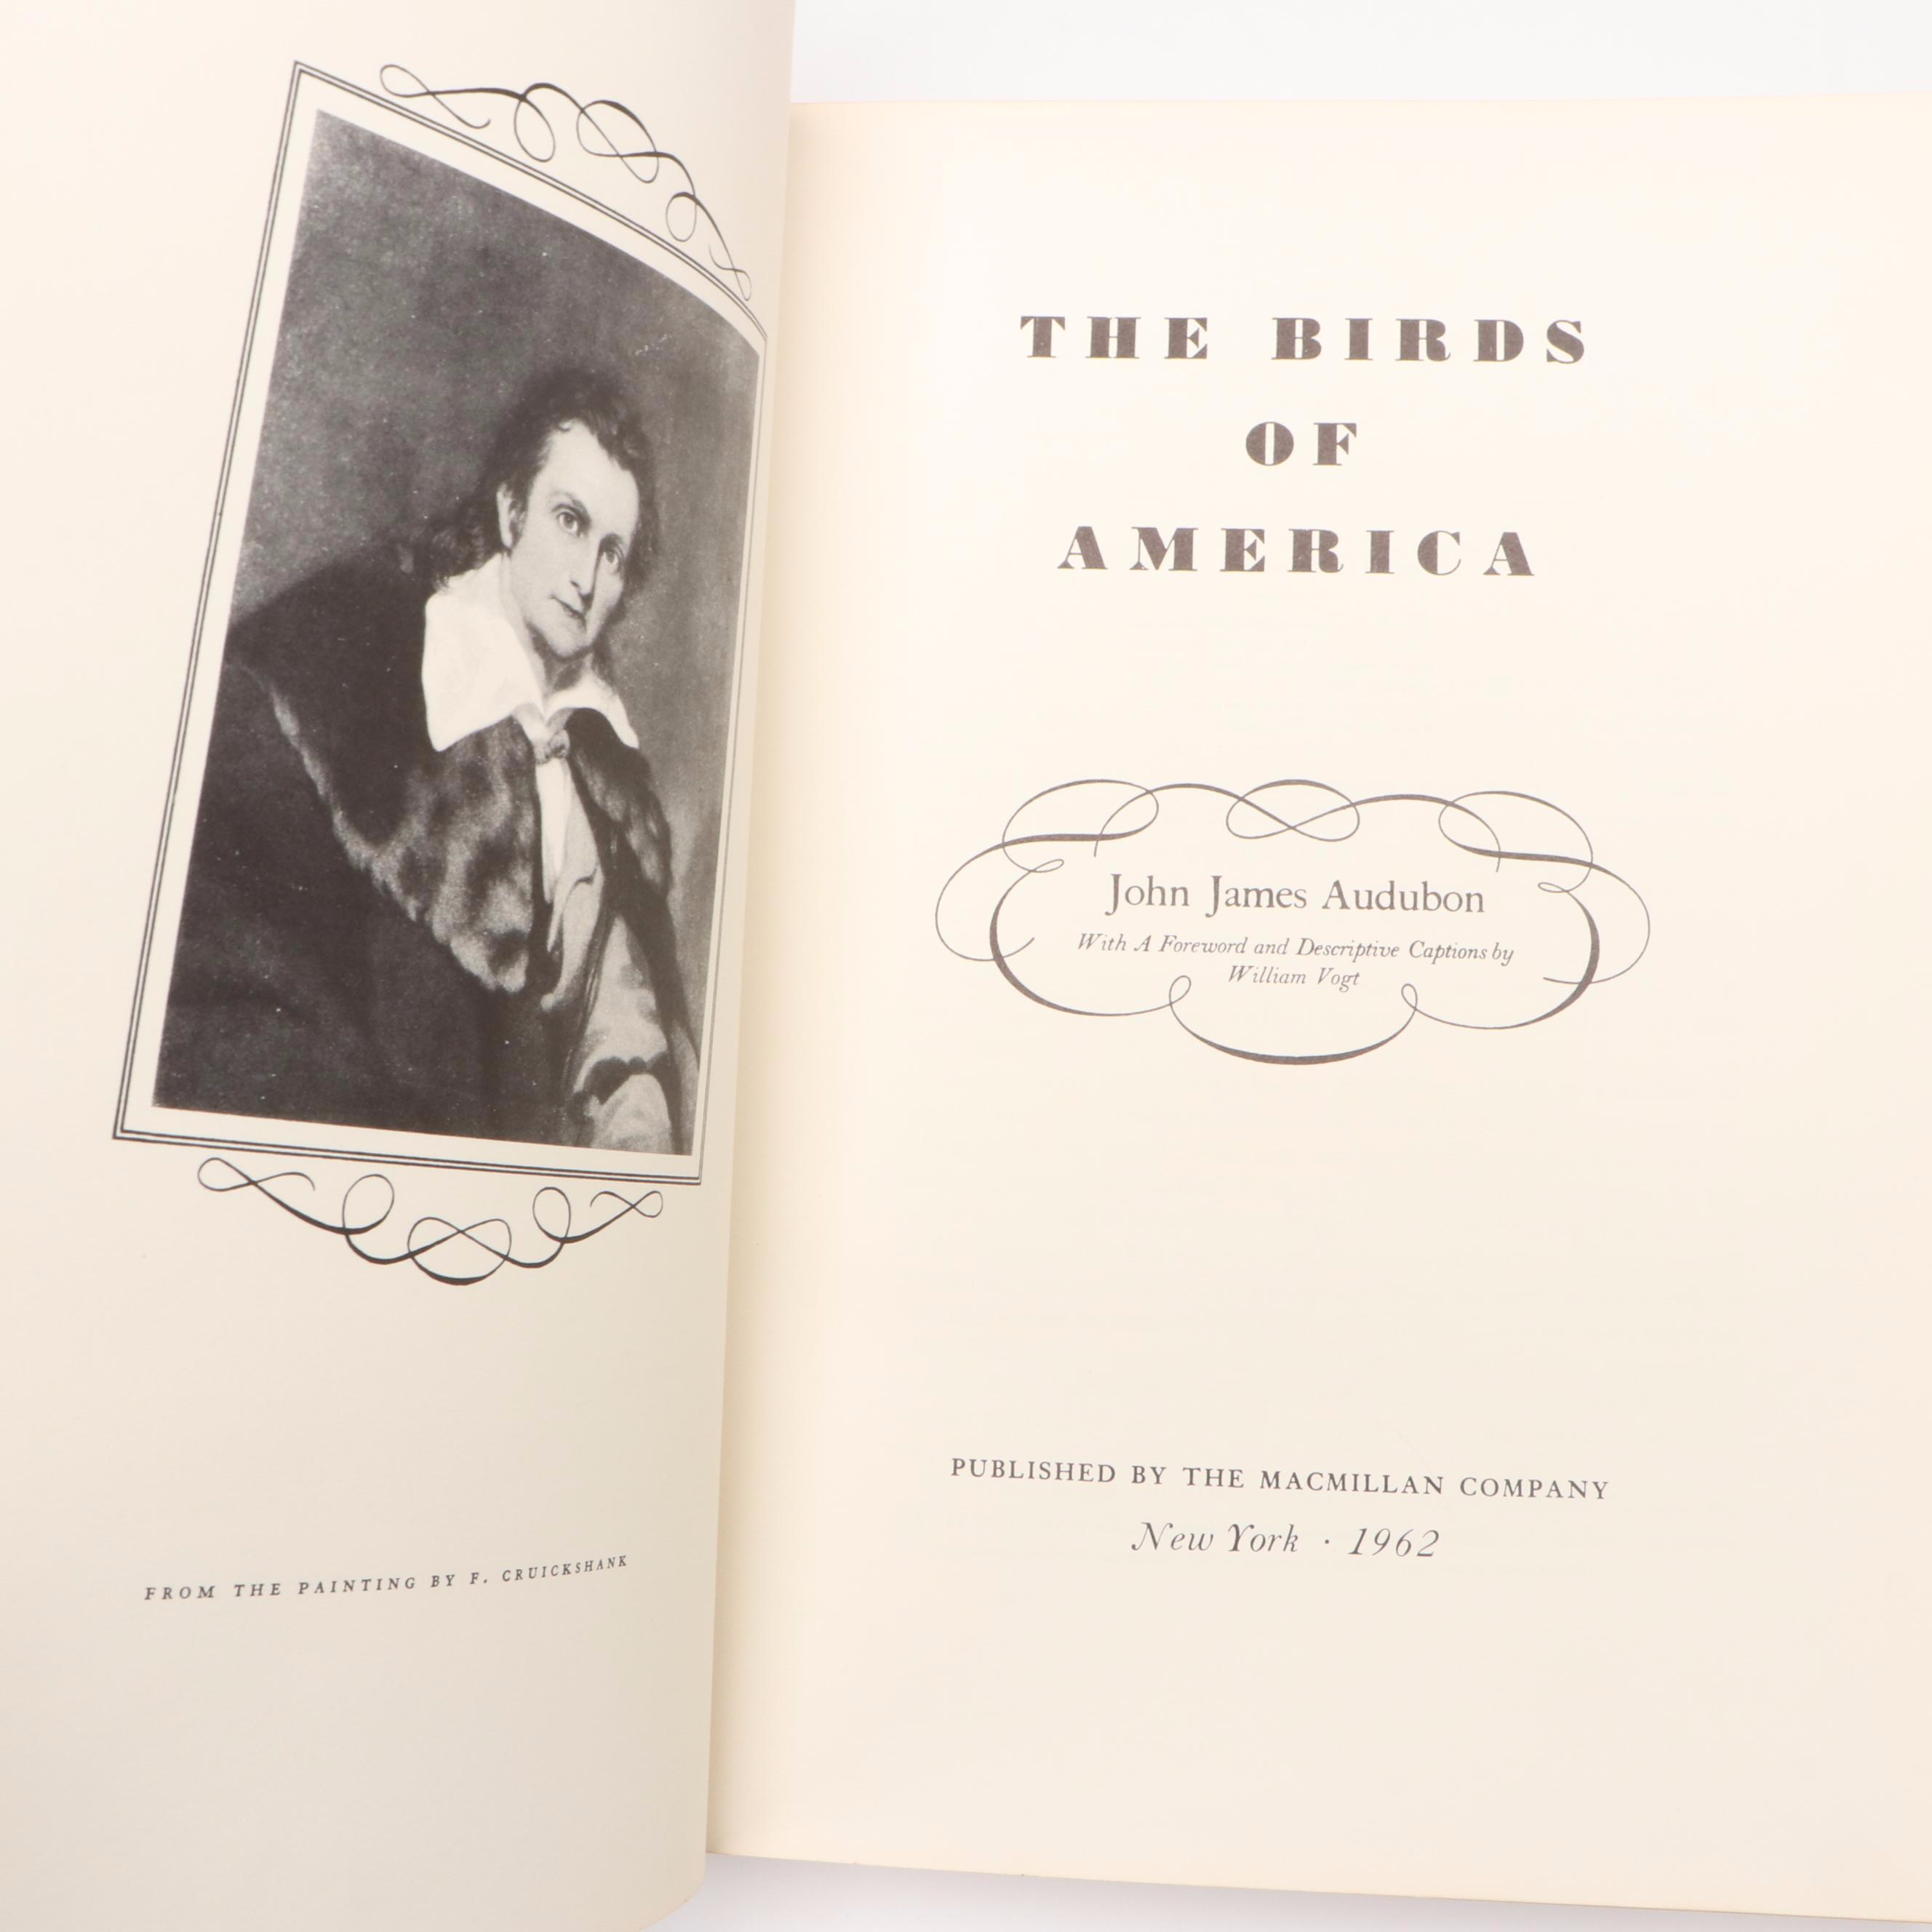 FROM THE PAINTING BY F. CRUICKSHANK
THE BIRDS
OF
AMERICA
John James Audubon
With A Foreword and Descriptive Captions by
William Vogt
PUBLISHED BY THE MACMILLAN COMPANY
New York · 1962